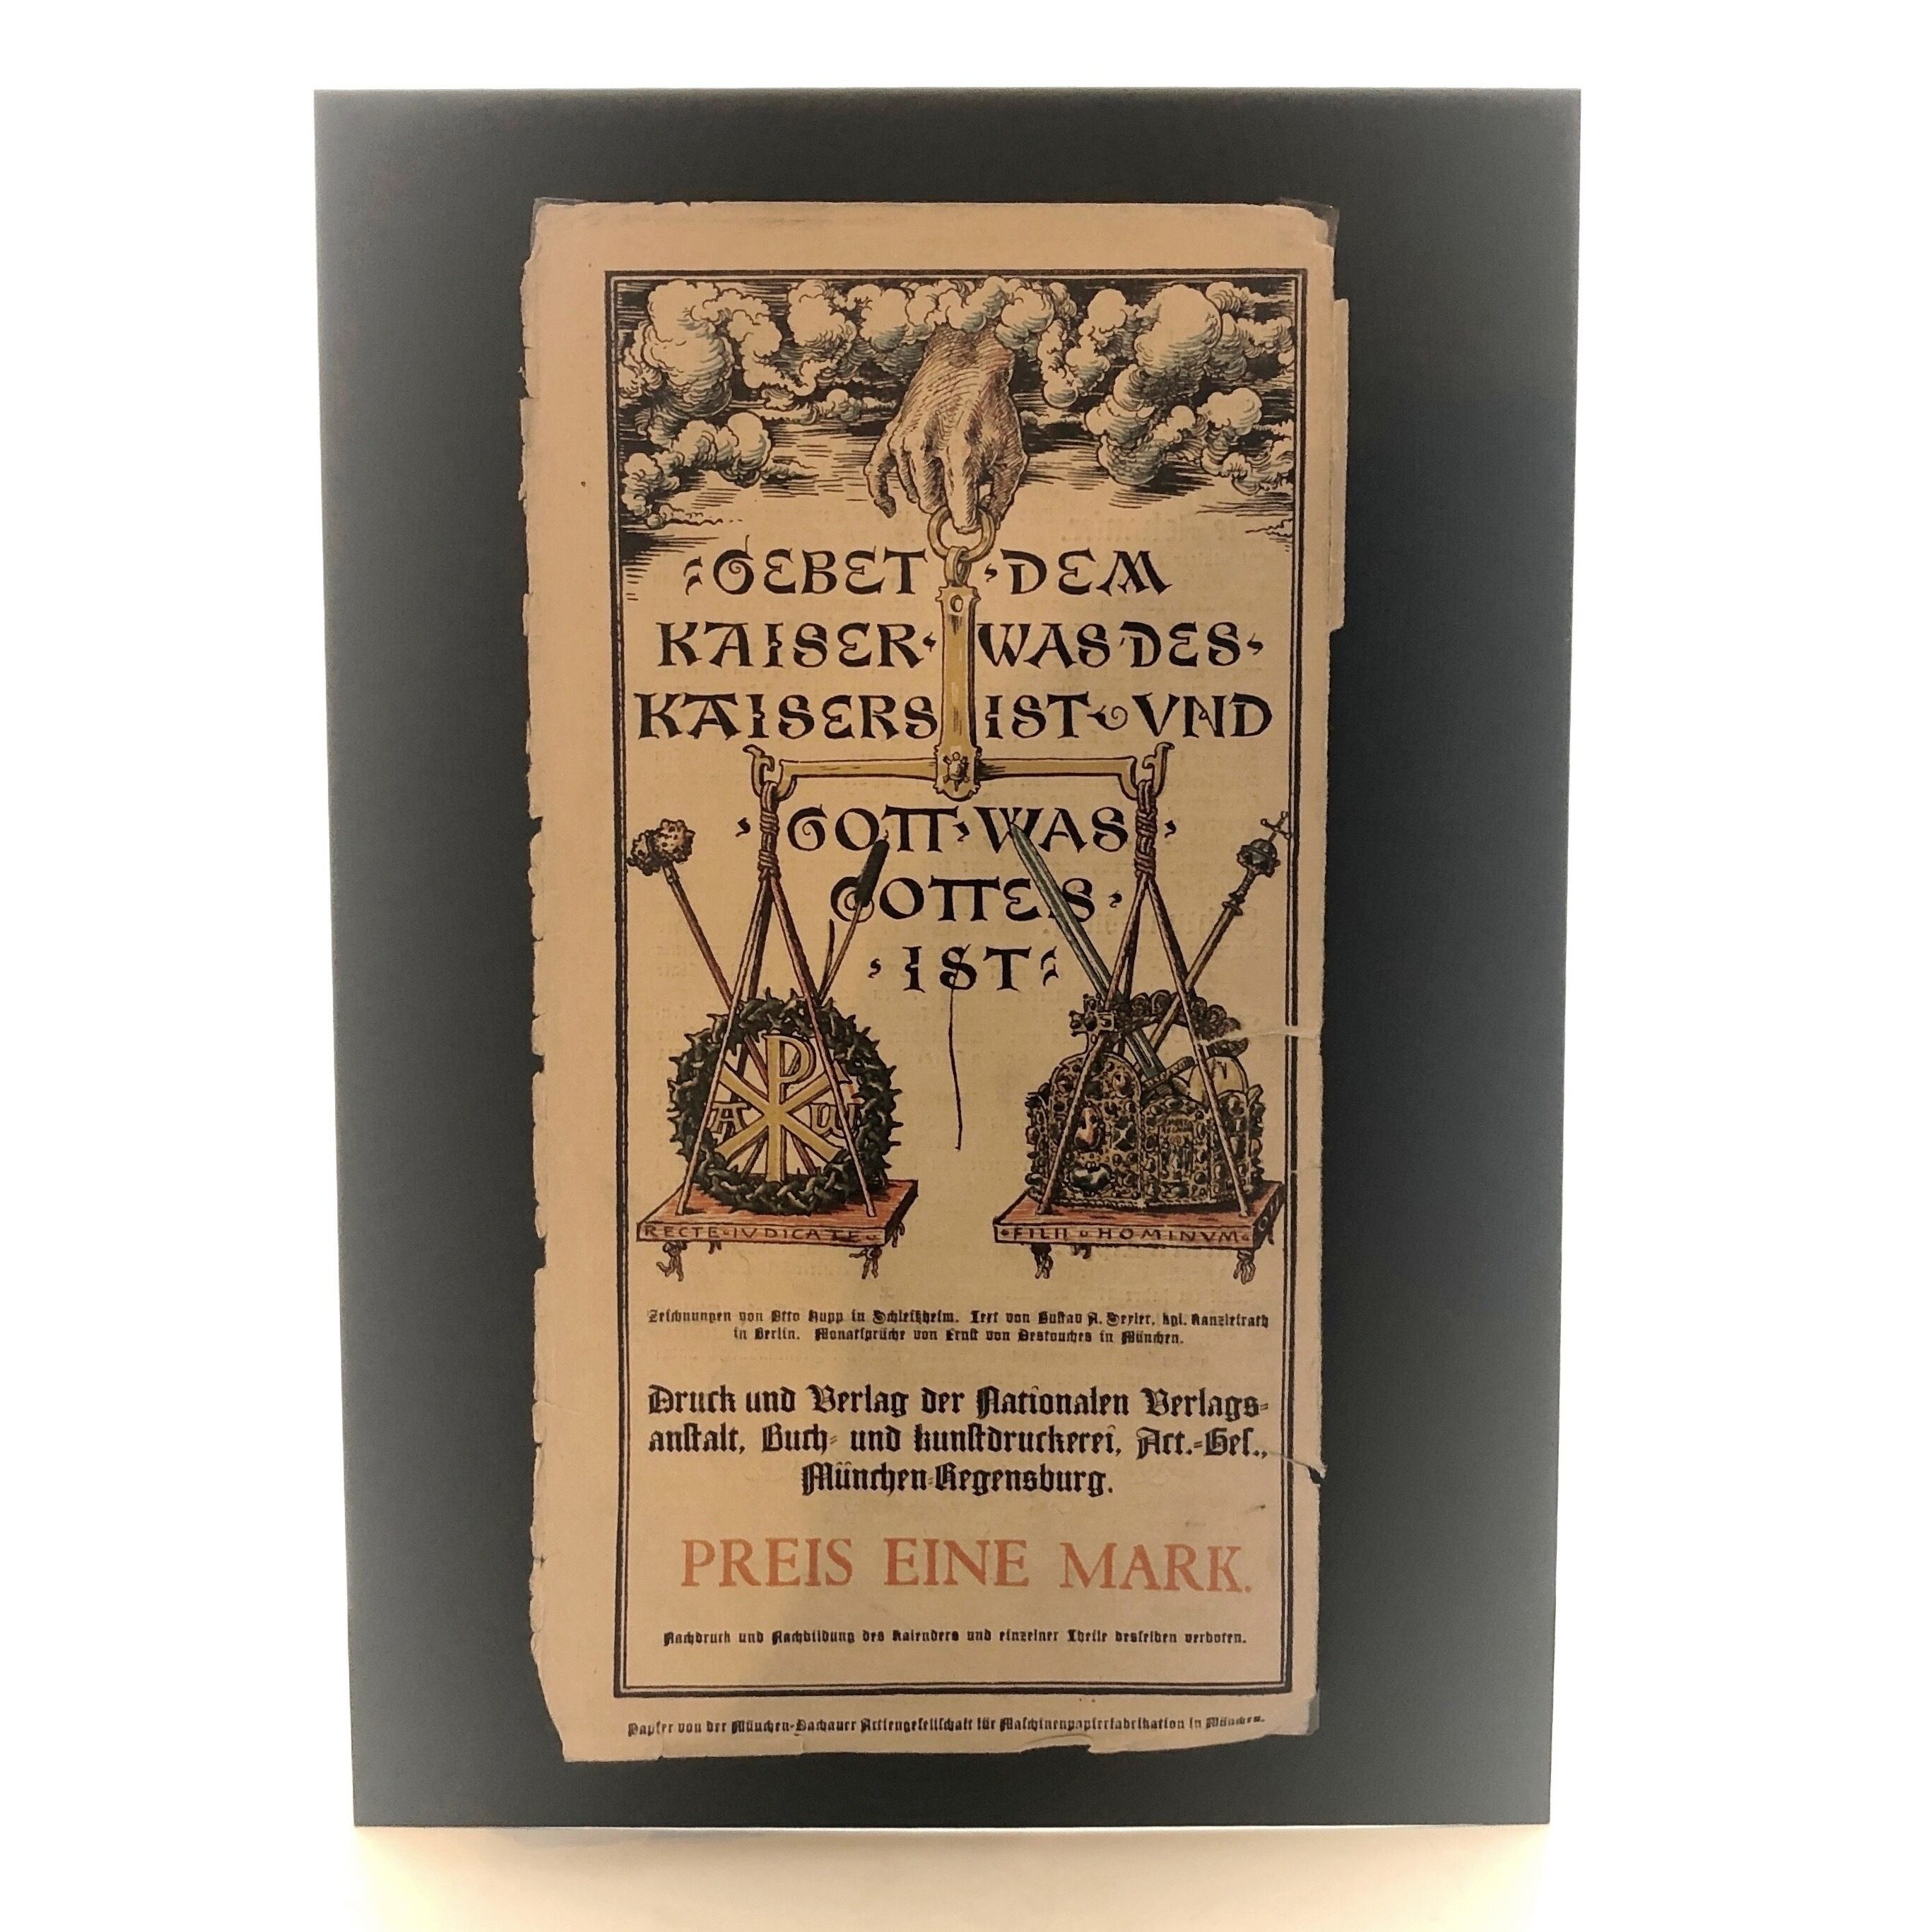 GEBET DEM
KAISER · WAS · DES ·
KAISERS IST VND
· GOTT · WAS ·
GOTTES ·
· IST ·
P
A ω
RECTE · IVDICATE ·
· FILII · HOMINVM ·
Zeichnungen von Otto Hupp in Schleißheim. Text von Gustav A. Seyler, kgl. Kanzleirath
in Berlin. Monatsprüche von Ernst von Destouches in München.
Druck und Verlag der Nationalen Verlags-
anstalt, Buch- und Kunstdruckerei, Act.-Ges.,
München-Regensburg.
PREIS EINE MARK.
Nachdruck und Nachbildung des Kalenders und einzelner Theile desselben verboten.
Papier von der München-Dachauer Actiengesellschaft für Maschinenpapierfabrikation in München.